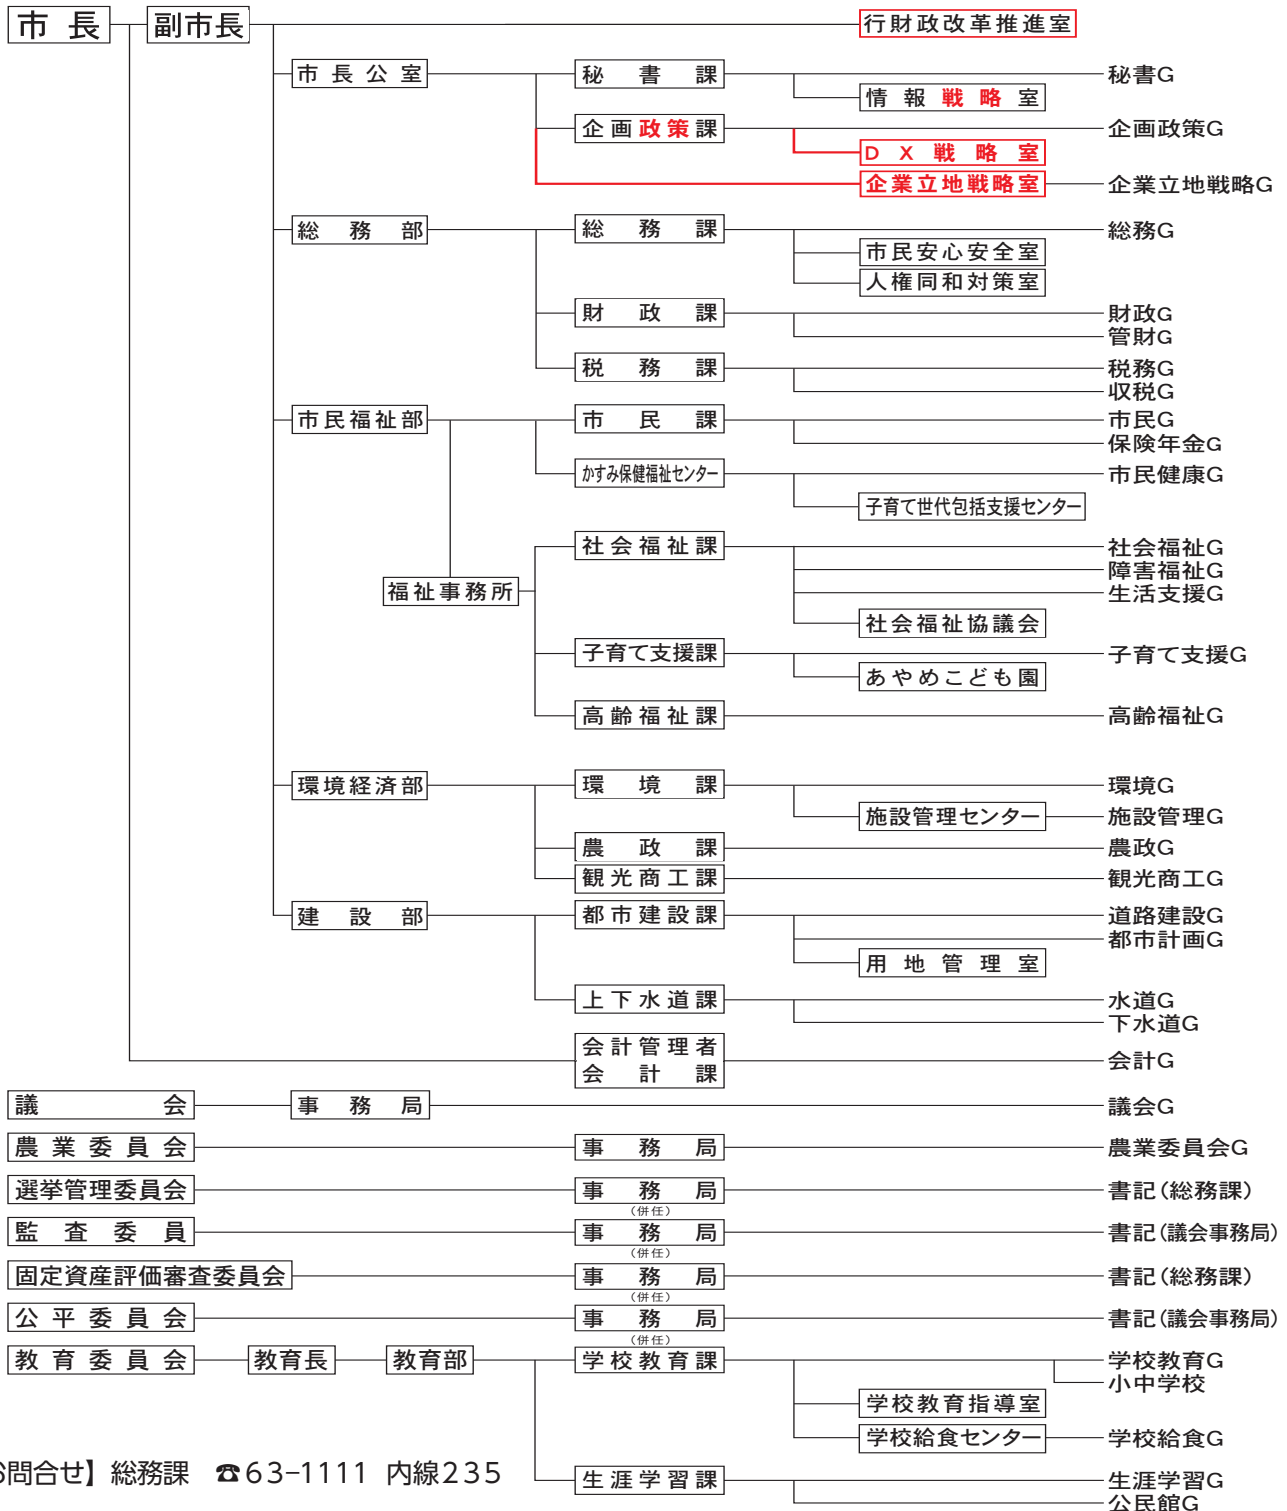 市長 副市長 行財政改革推進室
市長公室 秘書課 秘書G
情報戦略室
企画政策課 企画政策G
DX戦略室
企業立地戦略室 企業立地戦略G
総務部 総務課 総務G
市民安心安全室
人権同和対策室
財政課 財政G
管財G
税務課 税務G
収税G
市民福祉部 市民課 市民G
保険年金G
かすみ保健福祉センター 市民健康G
子育て世代包括支援センター
社会福祉課 社会福祉G
障害福祉G
福祉事務所 生活支援G
社会福祉協議会
子育て支援課 子育て支援G
あやめこども園
高齢福祉課 高齢福祉G
環境経済部 環境課 環境G
施設管理センター 施設管理G
農政課 農政G
観光商工課 観光商工G
建設部 都市建設課 道路建設G
都市計画G
用地管理室
上下水道課 水道G
下水道G
会計管理者
会計課 会計G
議会 事務局 議会G
農業委員会 事務局 農業委員会G
選挙管理委員会 事務局 書記(総務課)
(併任)
監査委員 事務局 書記(議会事務局)
(併任)
固定資産評価審査委員会 事務局 書記(総務課)
(併任)
公平委員会 事務局 書記(議会事務局)
(併任)
教育委員会 教育長 教育部 学校教育課 学校教育G
小中学校
学校教育指導室
学校給食センター 学校給食G
問合せ】総務課 ☎63-1111 内線235
生涯学習課 生涯学習G
公民館G